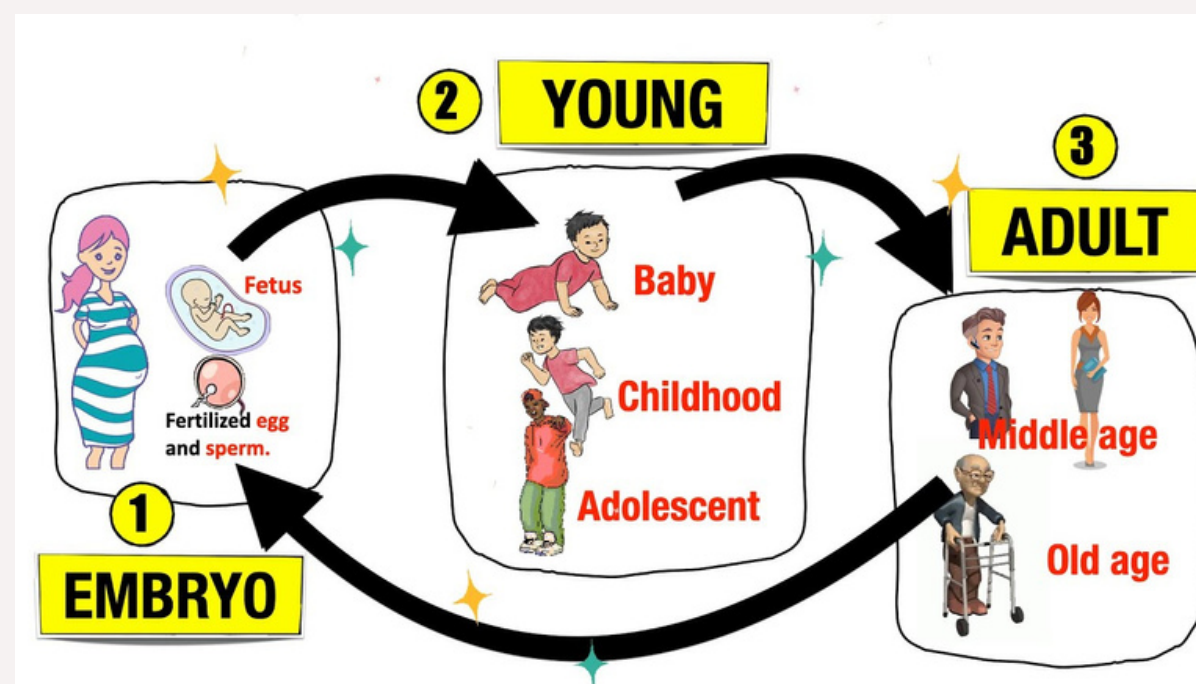 1
EMBRYO
Fetus
Fertilized egg
and sperm.
2
YOUNG
Baby
Childhood
Adolescent
3
ADULT
Middle age
Old age